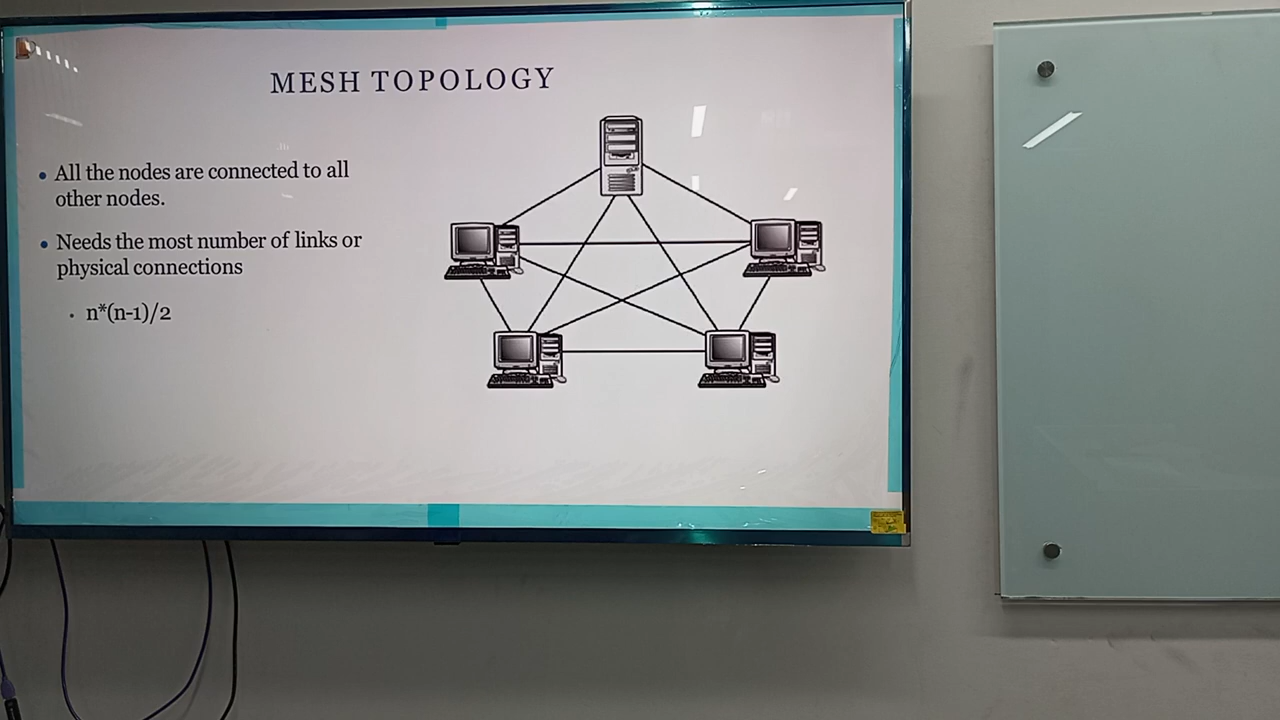 MESH TOPOLOGY
• All the nodes are connected to all
other nodes.
• Needs the most number of links or
physical connections
• n*(n-1)/2